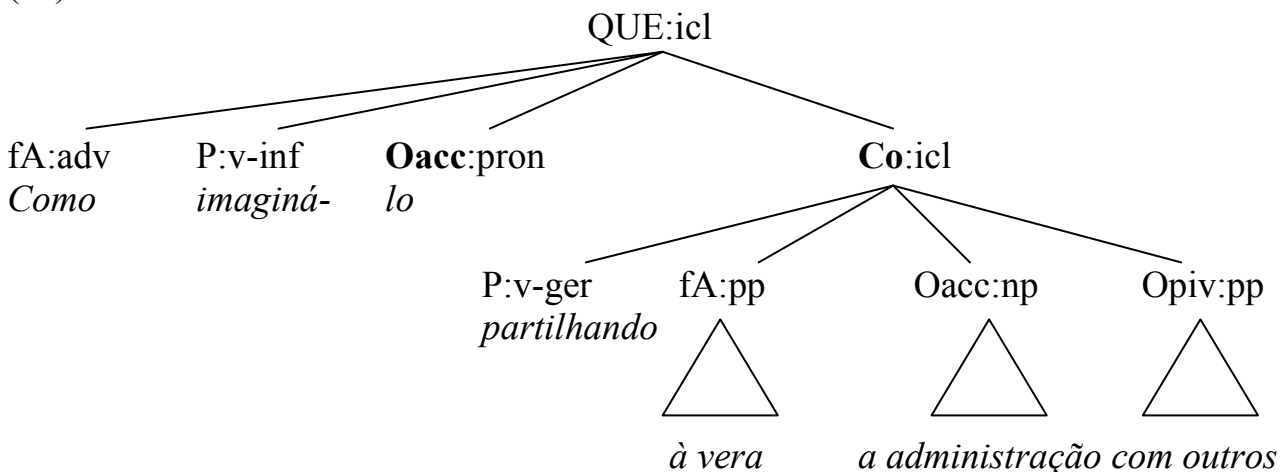 QUE:icl
fA:adv P:v-inf Oacc:pron Co:icl
Como imaginá- lo
P:v-ger fA:pp Oacc:np Opiv:pp
partilhando
à vera a administração com outros